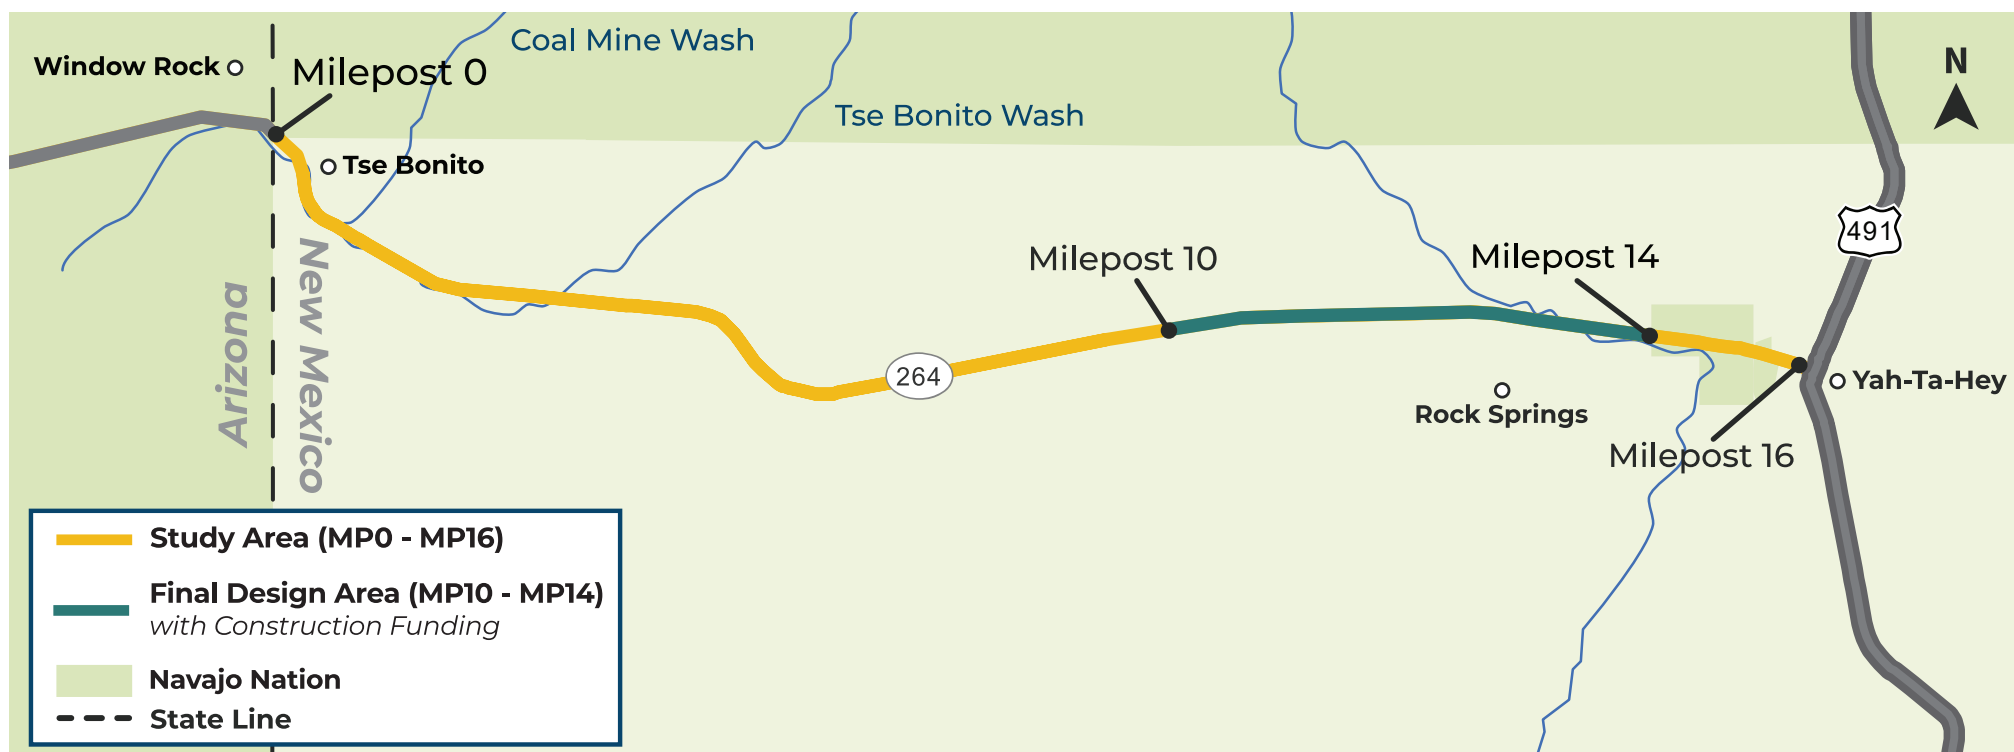 Coal Mine Wash
Window Rock
Milepost 0
N
Tse Bonito Wash
Tse Bonito
491
Milepost 10
Milepost 14
Arizona
New Mexico
264
Yah-Ta-Hey
Rock Springs
Milepost 16
Study Area (MP0 - MP16)
Final Design Area (MP10 - MP14)
with Construction Funding
Navajo Nation
State Line